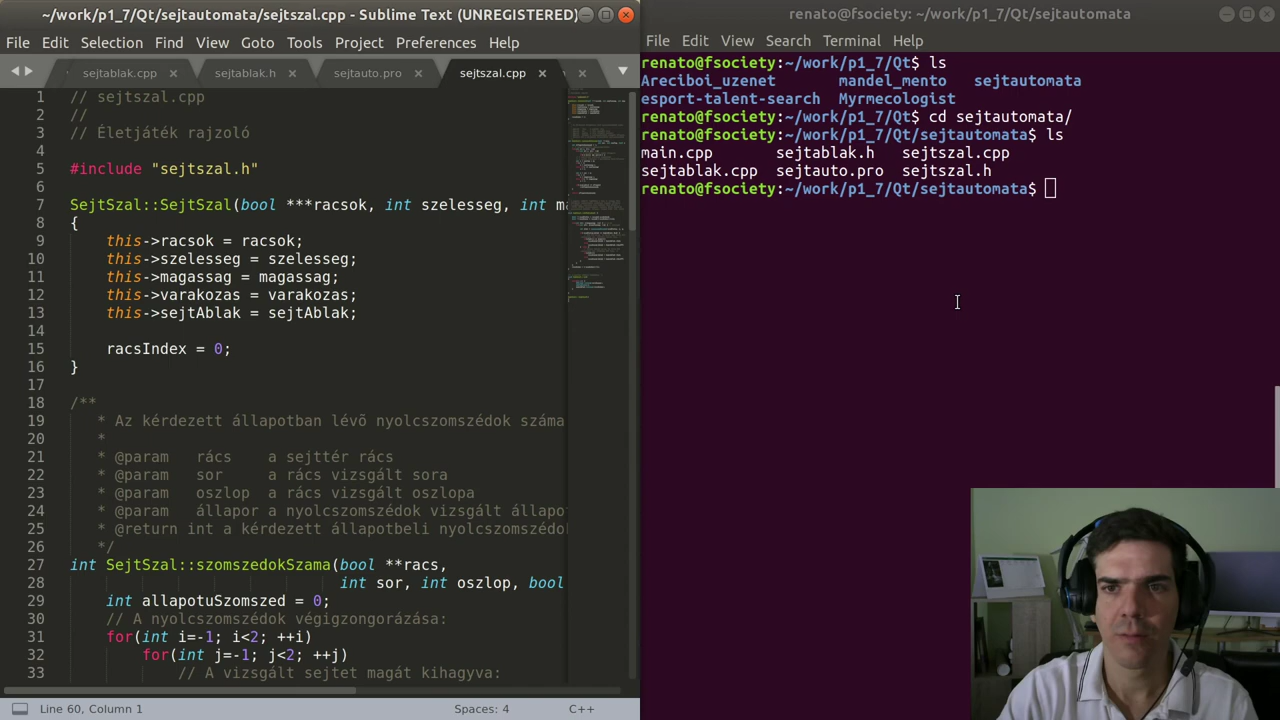 ~/work/p1_7/Qt/sejtautomata/sejtszal.cpp - Sublime Text (UNREGISTERED)
File Edit Selection Find View Goto Tools Project Preferences Help
sejtablak.cpp sejtablak.h sejtauto.pro sejtszal.cpp
1 // sejtszal.cpp
2 //
3 // Életjáték rajzoló
4
5 #include "sejtszal.h"
6
7 SejtSzal::SejtSzal(bool ***racsok, int szelesseg, int ma
8 {
9 this->racsok = racsok;
10 this->szelesseg = szelesseg;
11 this->magassag = magassag;
12 this->varakozas = varakozas;
13 this->sejtAblak = sejtAblak;
14
15 racsIndex = 0;
16 }
17
18 /**
19 * Az kérdezett állapotban lévõ nyolcszomszédok száma
20 *
21 * @param rács a sejttér rács
22 * @param sor a rács vizsgált sora
23 * @param oszlop a rács vizsgált oszlopa
24 * @param állapor a nyolcszomszédok vizsgált állapo
25 * @return int a kérdezett állapotbeli nyolcszomszédok
26 */
27 int SejtSzal::szomszedokSzama(bool **racs,
28 int sor, int oszlop, bool
29 int allapotuSzomszed = 0;
30 // A nyolcszomszédok végigzongorázása:
31 for(int i=-1; i<2; ++i)
32 for(int j=-1; j<2; ++j)
33 // A vizsgált sejtet magát kihagyva:
Line 60, Column 1 Spaces: 4 C++
renato@fsociety: ~/work/p1_7/Qt/sejtautomata
File Edit View Search Terminal Help
renato@fsociety:~/work/p1_7/Qt$ ls
Areciboi_uzenet mandel_mento sejtautomata
esport-talent-search Myrmecologist
renato@fsociety:~/work/p1_7/Qt$ cd sejtautomata/
renato@fsociety:~/work/p1_7/Qt/sejtautomata$ ls
main.cpp sejtablak.h sejtszal.cpp
sejtablak.cpp sejtauto.pro sejtszal.h
renato@fsociety:~/work/p1_7/Qt/sejtautomata$